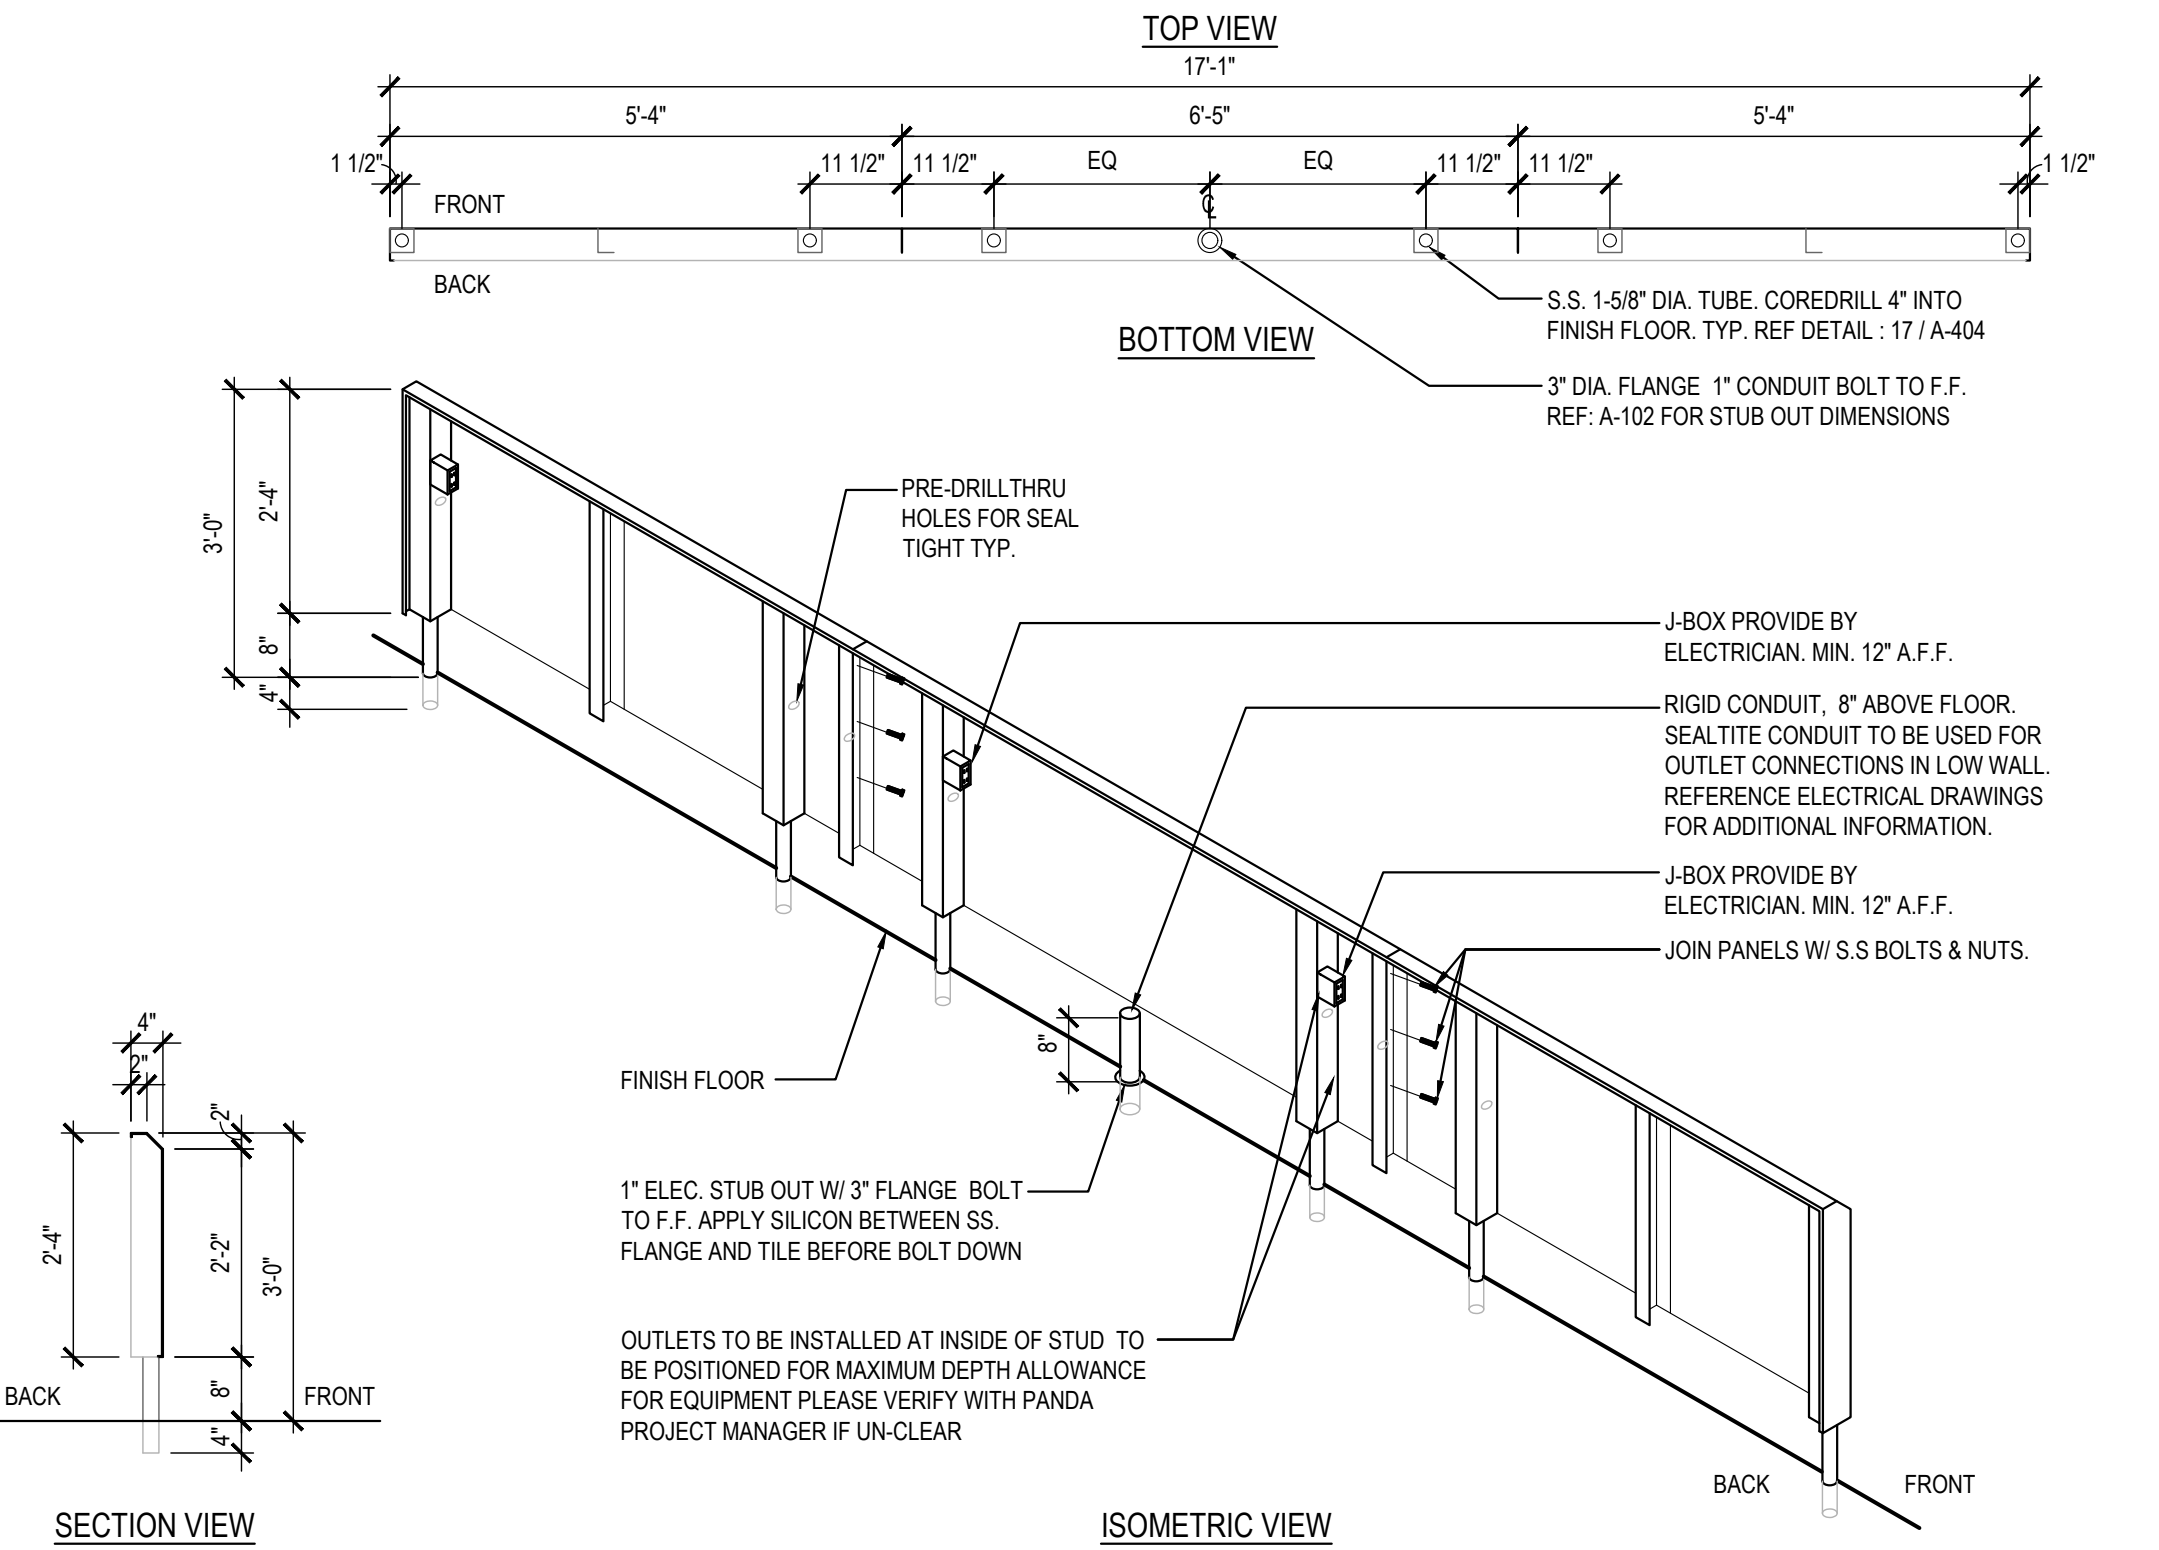 TOP VIEW
17'-1"
5'-4"
6'-5"
5'-4"
1 1/2"
11 1/2"
11 1/2"
EQ
EQ
11 1/2"
11 1/2"
1 1/2"
FRONT
℄
BACK
S.S. 1-5/8" DIA. TUBE. COREDRILL 4" INTO
FINISH FLOOR. TYP. REF DETAIL : 17 / A-404
BOTTOM VIEW
3" DIA. FLANGE 1" CONDUIT BOLT TO F.F.
REF: A-102 FOR STUB OUT DIMENSIONS
3'-0"
2'-4"
8"
4"
PRE-DRILLTHRU
HOLES FOR SEAL
TIGHT TYP.
J-BOX PROVIDE BY
ELECTRICIAN. MIN. 12" A.F.F.
RIGID CONDUIT, 8" ABOVE FLOOR.
SEALTITE CONDUIT TO BE USED FOR
OUTLET CONNECTIONS IN LOW WALL.
REFERENCE ELECTRICAL DRAWINGS
FOR ADDITIONAL INFORMATION.
J-BOX PROVIDE BY
ELECTRICIAN. MIN. 12" A.F.F.
JOIN PANELS W/ S.S BOLTS & NUTS.
8"
FINISH FLOOR
1" ELEC. STUB OUT W/ 3" FLANGE BOLT
TO F.F. APPLY SILICON BETWEEN SS.
FLANGE AND TILE BEFORE BOLT DOWN
OUTLETS TO BE INSTALLED AT INSIDE OF STUD TO
BE POSITIONED FOR MAXIMUM DEPTH ALLOWANCE
FOR EQUIPMENT PLEASE VERIFY WITH PANDA
PROJECT MANAGER IF UN-CLEAR
4"
2"
2"
2'-4"
2'-2"
3'-0"
8"
4"
BACK
FRONT
SECTION VIEW
BACK
FRONT
ISOMETRIC VIEW